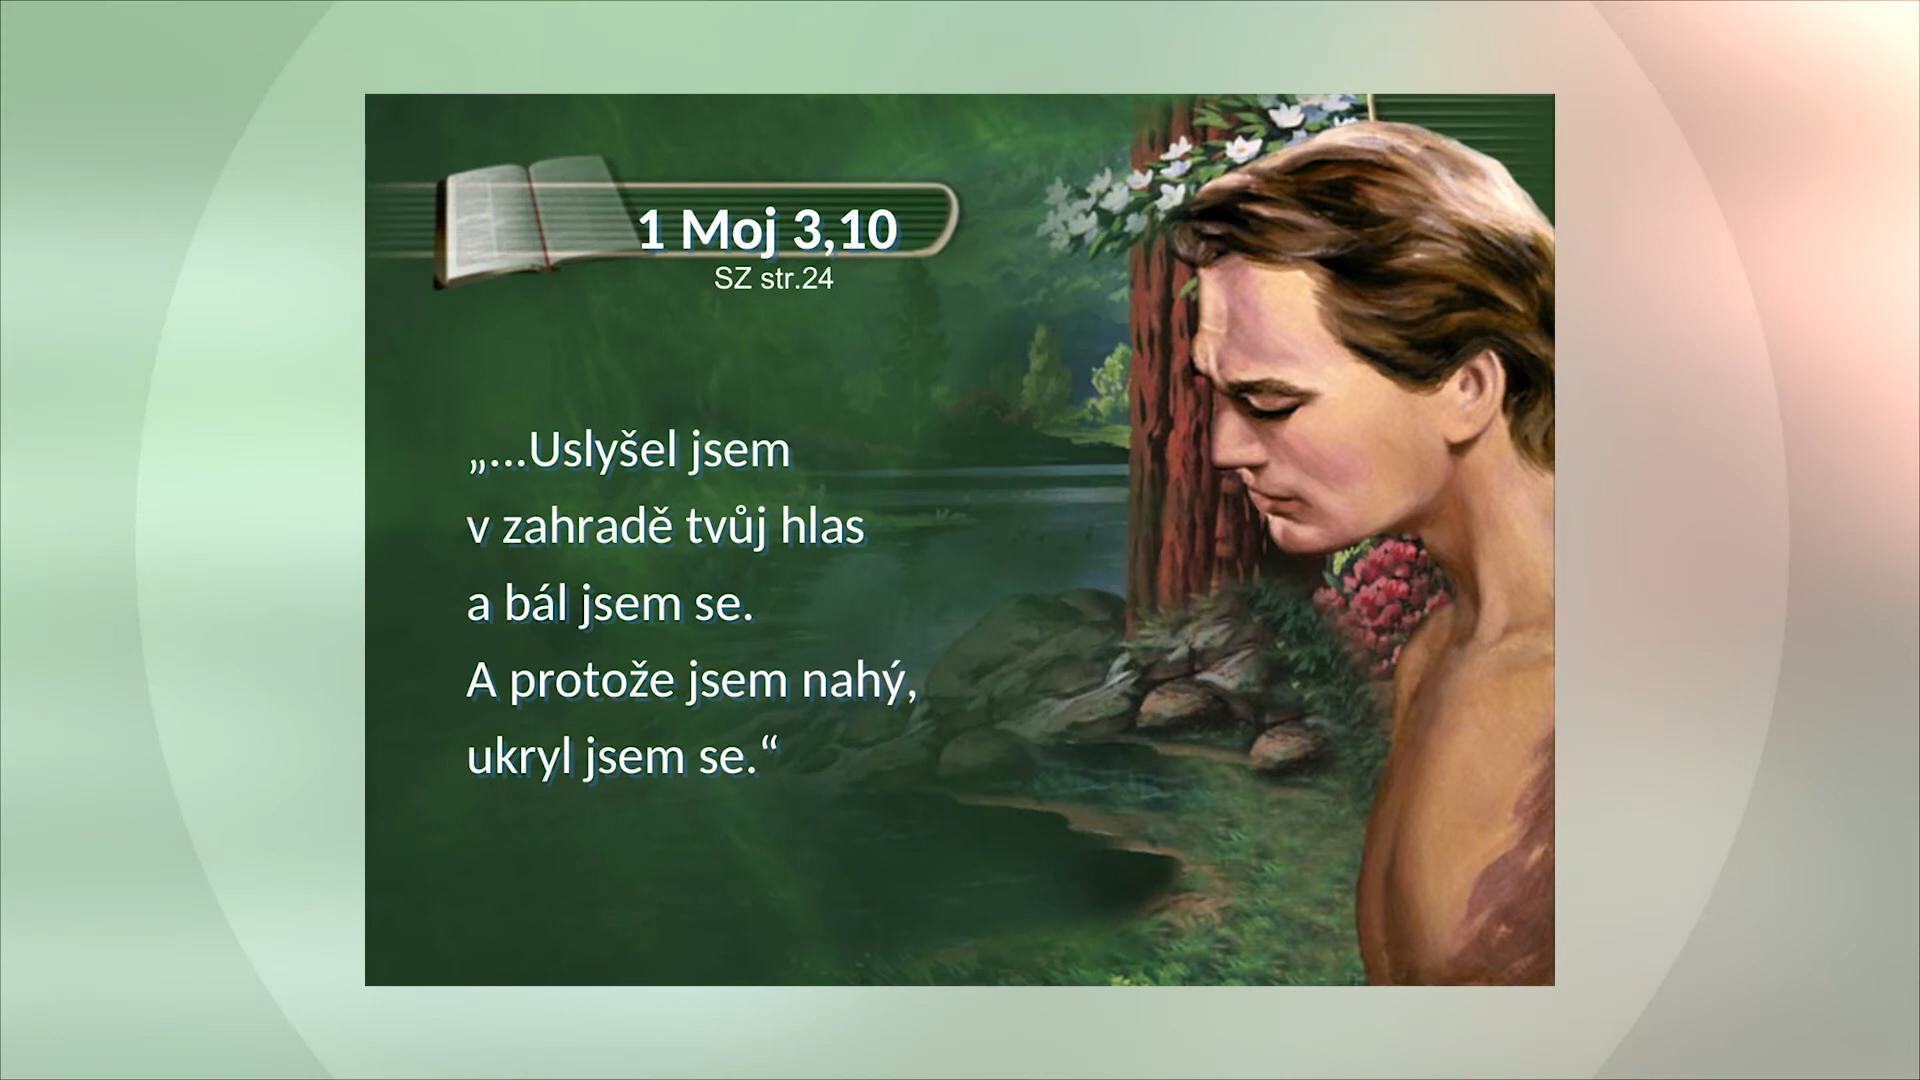 1 Moj 3,10
SZ str.24
„...Uslyšel jsem
v zahradě tvůj hlas
a bál jsem se.
A protože jsem nahý,
ukryl jsem se.“